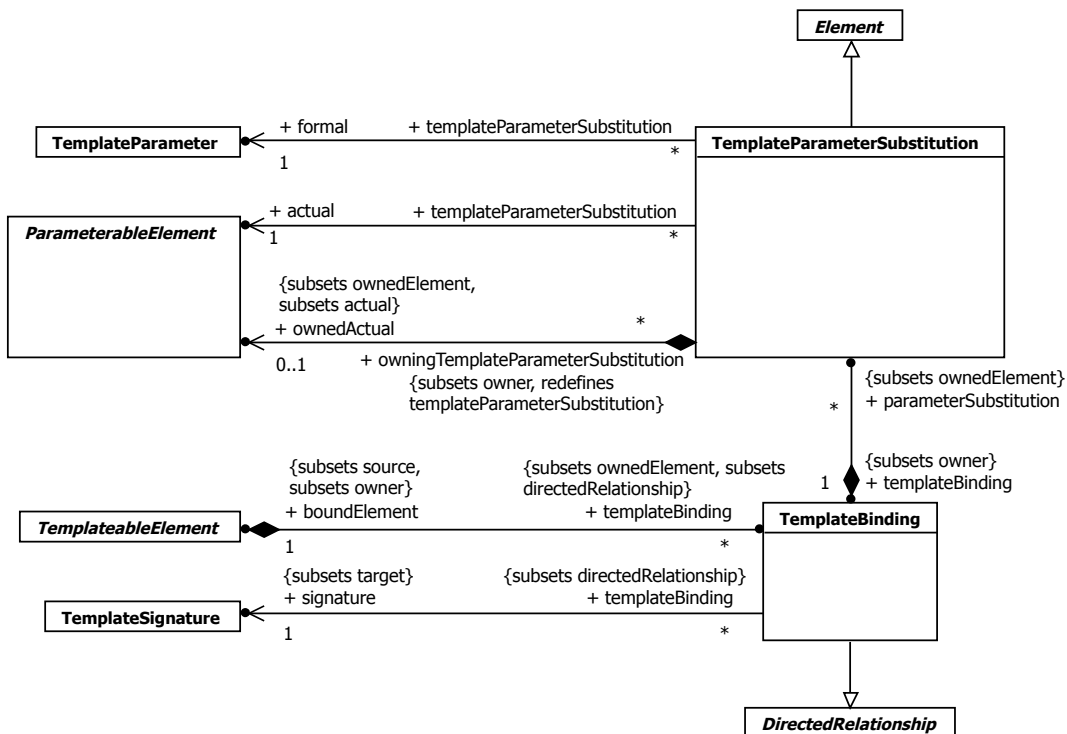 Element
+ formal
+ templateParameterSubstitution
TemplateParameter
TemplateParameterSubstitution
1
*
+ actual
+ templateParameterSubstitution
ParameterableElement
1
*
{subsets ownedElement,
subsets actual}
+ ownedActual
*
0..1
+ owningTemplateParameterSubstitution
{subsets owner, redefines
templateParameterSubstitution}
{subsets ownedElement}
+ parameterSubstitution
*
{subsets owner}
+ templateBinding
1
{subsets source,
subsets owner}
+ boundElement
{subsets ownedElement, subsets
directedRelationship}
+ templateBinding
TemplateableElement
TemplateBinding
1
*
{subsets target}
+ signature
{subsets directedRelationship}
+ templateBinding
TemplateSignature
1
*
DirectedRelationship